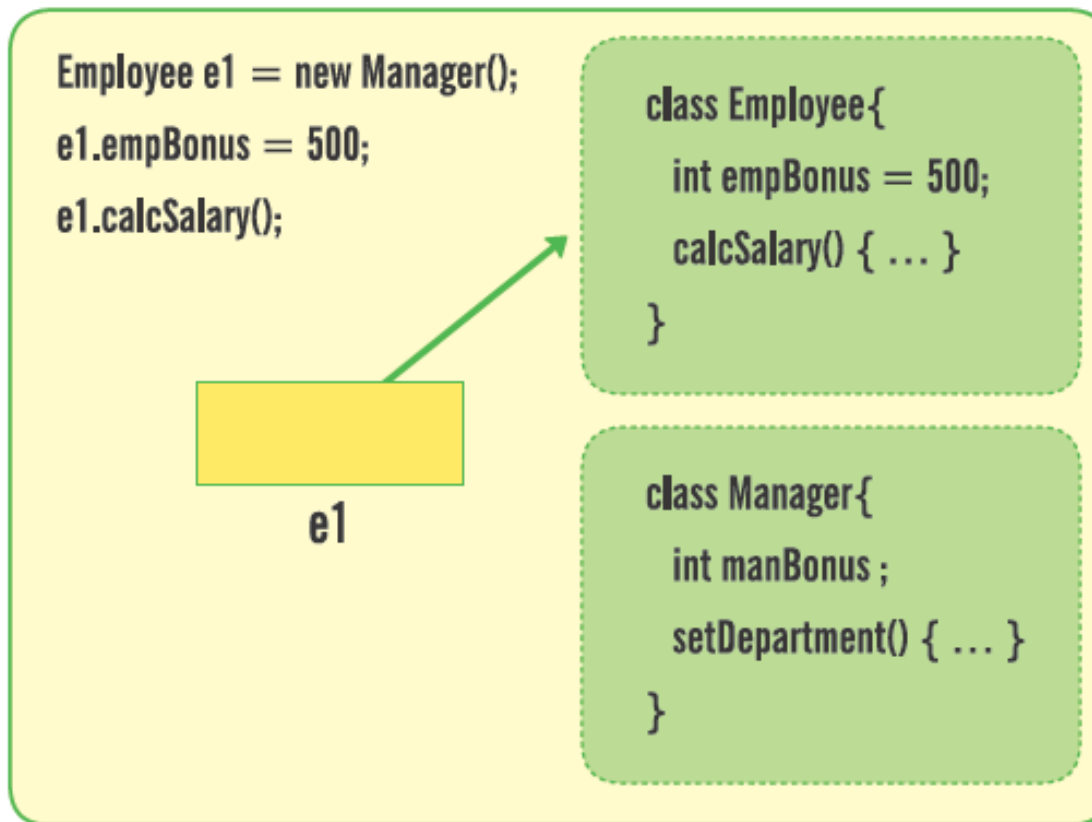 Employee e1 = new Manager();
e1.empBonus = 500;
e1.calcSalary();
e1
class Employee{
int empBonus = 500;
calcSalary() { ... }
}
class Manager{
int manBonus ;
setDepartment() { ... }
}